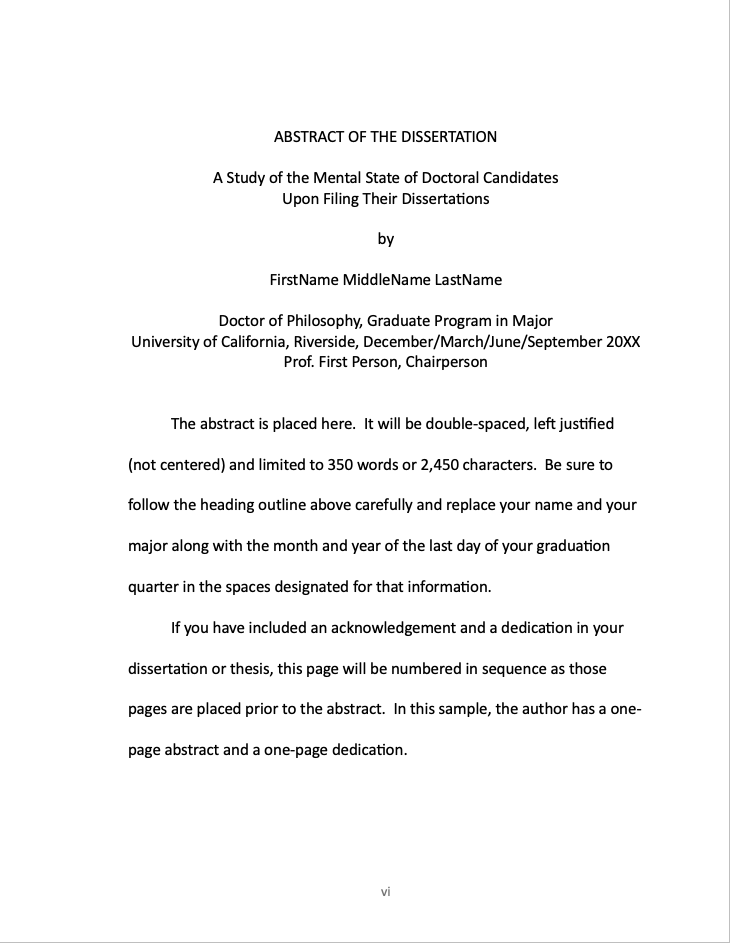 ABSTRACT OF THE DISSERTATION
A Study of the Mental State of Doctoral Candidates
Upon Filing Their Dissertations
by
FirstName MiddleName LastName
Doctor of Philosophy, Graduate Program in Major
University of California, Riverside, December/March/June/September 20XX
Prof. First Person, Chairperson
The abstract is placed here.  It will be double-spaced, left justified
(not centered) and limited to 350 words or 2,450 characters.  Be sure to
follow the heading outline above carefully and replace your name and your
major along with the month and year of the last day of your graduation
quarter in the spaces designated for that information.
If you have included an acknowledgement and a dedication in your
dissertation or thesis, this page will be numbered in sequence as those
pages are placed prior to the abstract.  In this sample, the author has a one-
page abstract and a one-page dedication.
vi